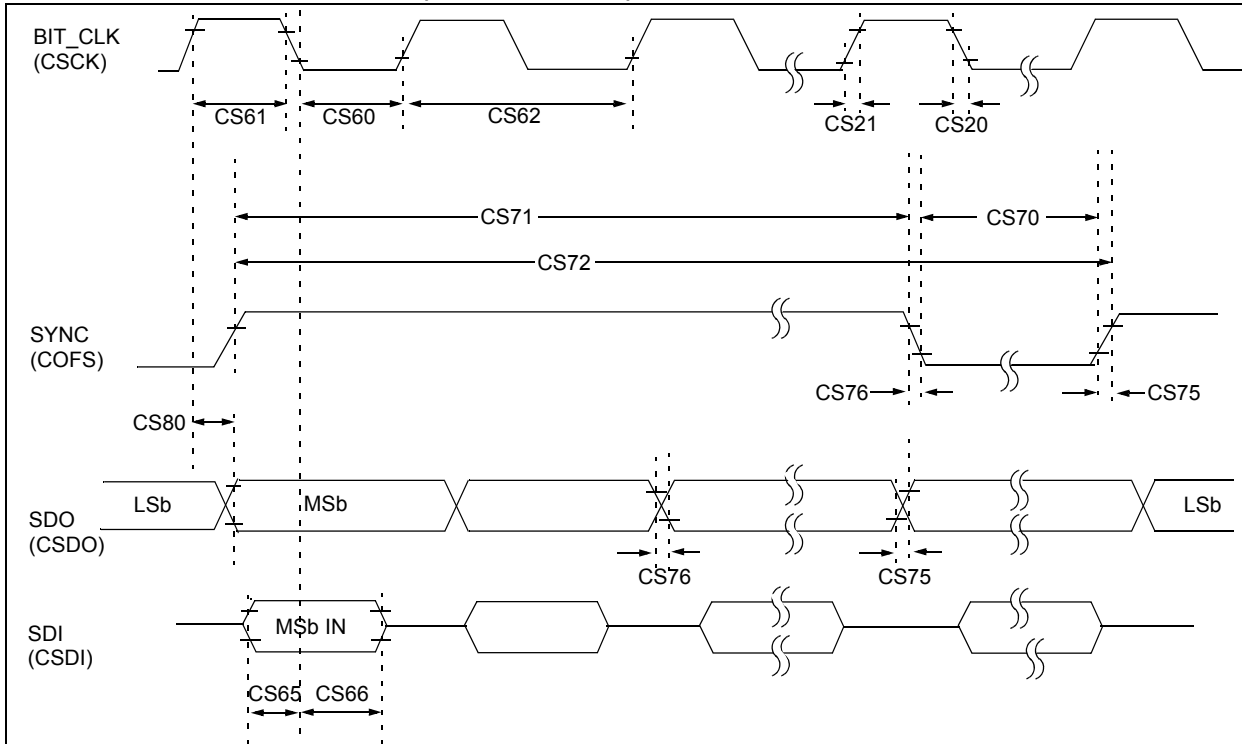 BIT_CLK
(CSCK)
CS61
CS60
CS62
CS21
CS20
CS71
CS70
CS72
SYNC
(COFS)
CS76
CS75
CS80
LSb
MSb
LSb
SDO
(CSDO)
CS76
CS75
MSb IN
SDI
(CSDI)
CS65
CS66